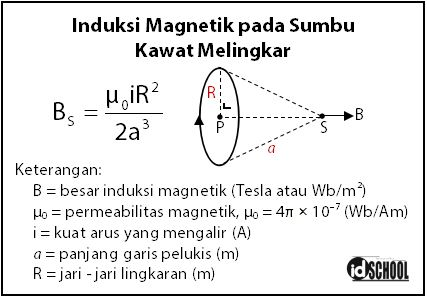 Induksi Magnetik pada Sumbu
Kawat Melingkar
B_S = μ₀iR² / 2a³
R
P
S
B
a
Keterangan:
B = besar induksi magnetik (Tesla atau Wb/m²)
μ₀ = permeabilitas magnetik, μ₀ = 4π × 10⁻⁷ (Wb/Am)
i = kuat arus yang mengalir (A)
a = panjang garis pelukis (m)
R = jari - jari lingkaran (m)
idSCHOOL